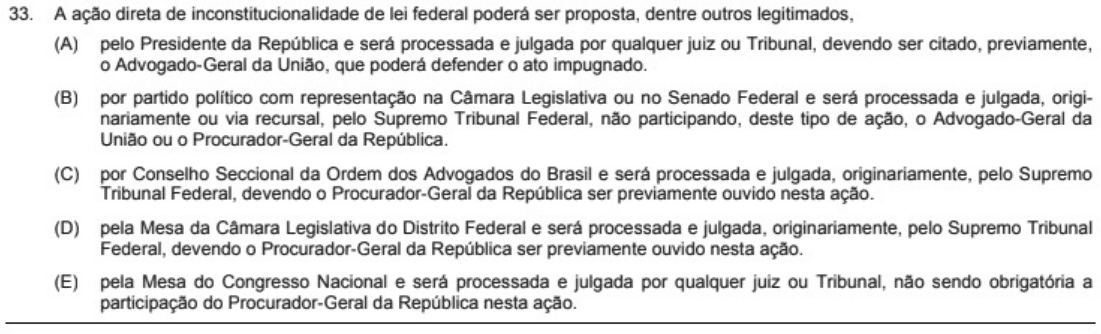 33. A ação direta de inconstitucionalidade de lei federal poderá ser proposta, dentre outros legitimados,
(A) pelo Presidente da República e será processada e julgada por qualquer juiz ou Tribunal, devendo ser citado, previamente,
o Advogado-Geral da União, que poderá defender o ato impugnado.
(B) por partido político com representação na Câmara Legislativa ou no Senado Federal e será processada e julgada, origi-
nariamente ou via recursal, pelo Supremo Tribunal Federal, não participando, deste tipo de ação, o Advogado-Geral da
União ou o Procurador-Geral da República.
(C) por Conselho Seccional da Ordem dos Advogados do Brasil e será processada e julgada, originariamente, pelo Supremo
Tribunal Federal, devendo o Procurador-Geral da República ser previamente ouvido nesta ação.
(D) pela Mesa da Câmara Legislativa do Distrito Federal e será processada e julgada, originariamente, pelo Supremo Tribunal
Federal, devendo o Procurador-Geral da República ser previamente ouvido nesta ação.
(E) pela Mesa do Congresso Nacional e será processada e julgada por qualquer juiz ou Tribunal, não sendo obrigatória a
participação do Procurador-Geral da República nesta ação.